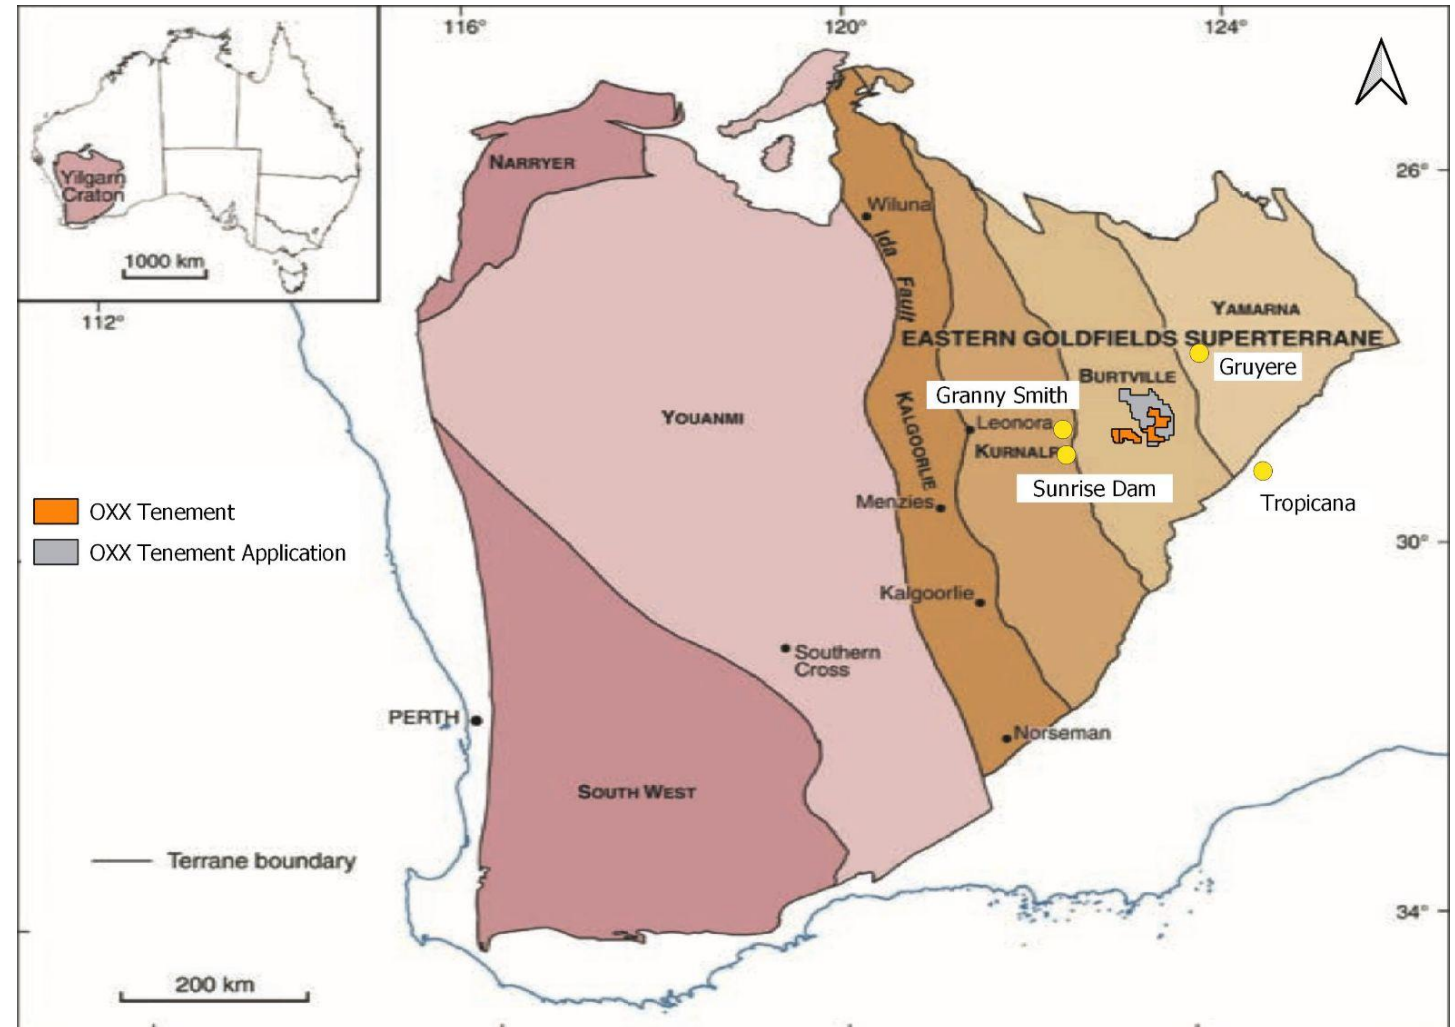 116°
120°
124°
Yilgarn
Craton
1000 km
112°
NARRYER
26°
Wiluna
Ida Fault
YAMARNA
EASTERN GOLDFIELDS SUPERTERRANE
Gruyere
BURTVILLE
Granny Smith
YOUANMI
KALGOORLIE
Leonora
Sunrise Dam
Menzies
Tropicana
OXX Tenement
OXX Tenement Application
30°
Kalgoorlie
Southern
Cross
PERTH
Norseman
SOUTH WEST
Terrane boundary
34°
200 km